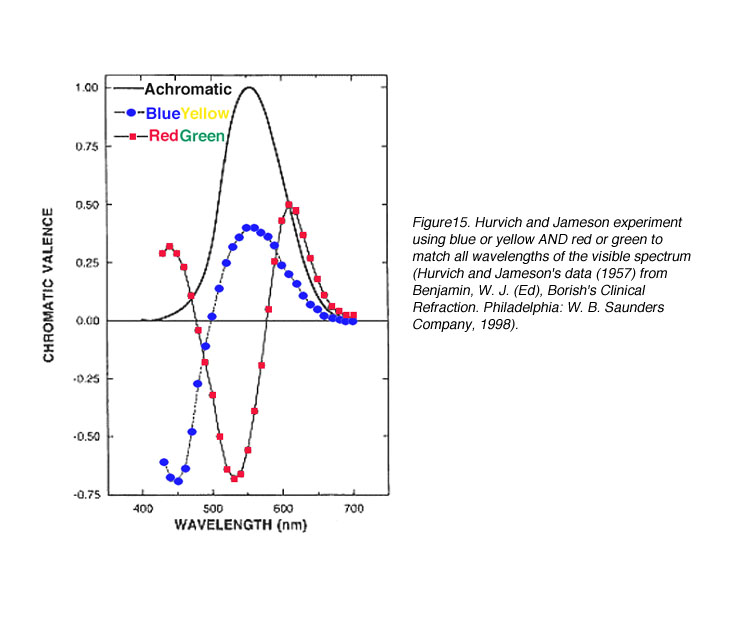 1.00
0.75
0.50
0.25
0.00
-0.25
-0.50
-0.75
Achromatic
BlueYellow
RedGreen
CHROMATIC VALENCE
400 500 600 700
WAVELENGTH (nm)
Figure15. Hurvich and Jameson experiment
using blue or yellow AND red or green to
match all wavelengths of the visible spectrum
(Hurvich and Jameson's data (1957) from
Benjamin, W. J. (Ed), Borish's Clinical
Refraction. Philadelphia: W. B. Saunders
Company, 1998).